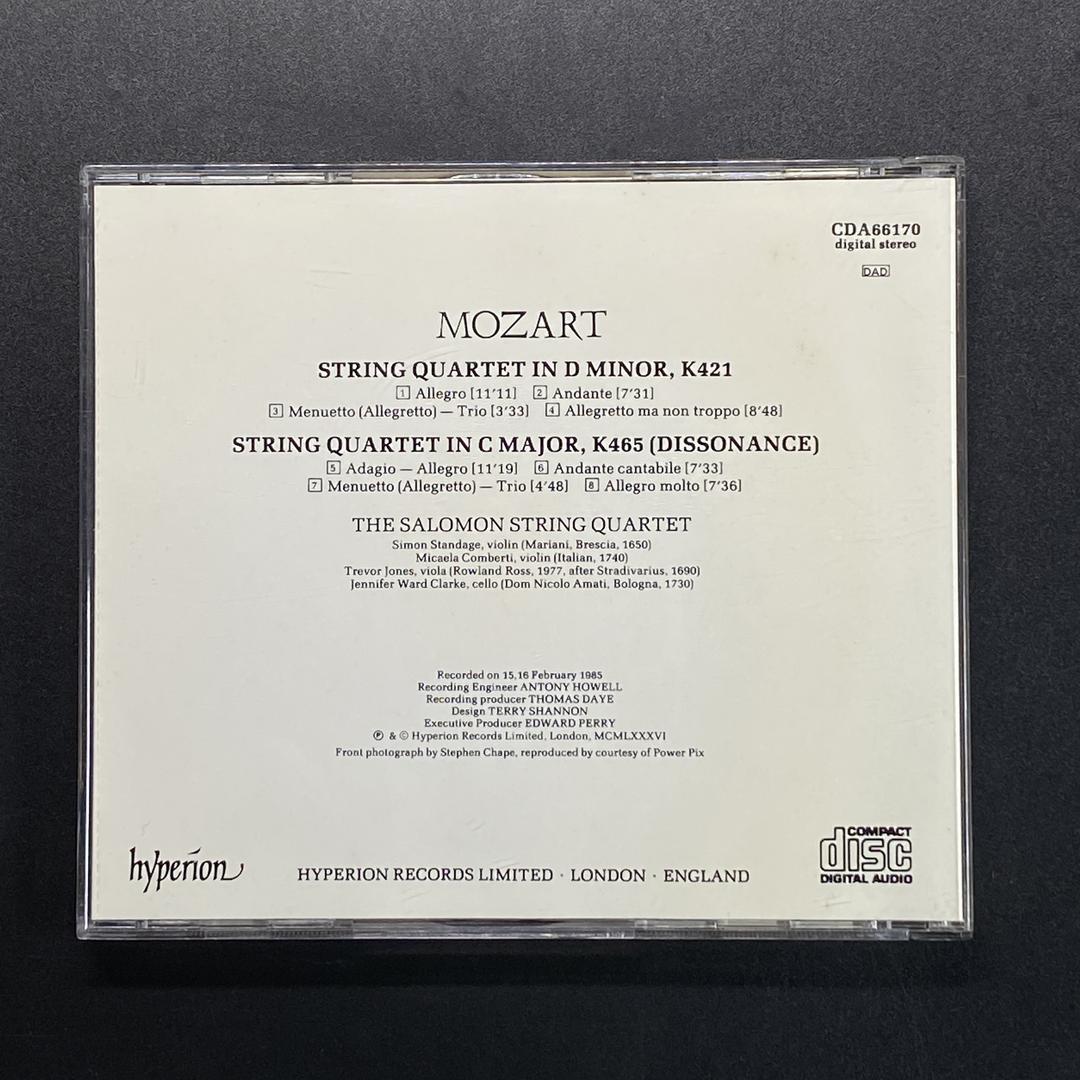 CDA66170
digital stereo
DAD
MOZART
STRING QUARTET IN D MINOR, K421
1 Allegro [11'11] 2 Andante [7'31]
3 Menuetto (Allegretto) — Trio [3'33] 4 Allegretto ma non troppo [8'48]
STRING QUARTET IN C MAJOR, K465 (DISSONANCE)
5 Adagio — Allegro [11'19] 6 Andante cantabile [7'33]
7 Menuetto (Allegretto) — Trio [4'48] 8 Allegro molto [7'36]
THE SALOMON STRING QUARTET
Simon Standage, violin (Mariani, Brescia, 1650)
Micaela Comberti, violin (Italian, 1740)
Trevor Jones, viola (Rowland Ross, 1977, after Stradivarius, 1690)
Jennifer Ward Clarke, cello (Dom Nicolo Amati, Bologna, 1730)
Recorded on 15,16 February 1985
Recording Engineer ANTONY HOWELL
Recording producer THOMAS DAYE
Design TERRY SHANNON
Executive Producer EDWARD PERRY
℗ & © Hyperion Records Limited, London, MCMLXXXVI
Front photograph by Stephen Chape, reproduced by courtesy of Power Pix
hyperion
HYPERION RECORDS LIMITED · LONDON · ENGLAND
COMPACT
disc
DIGITAL AUDIO